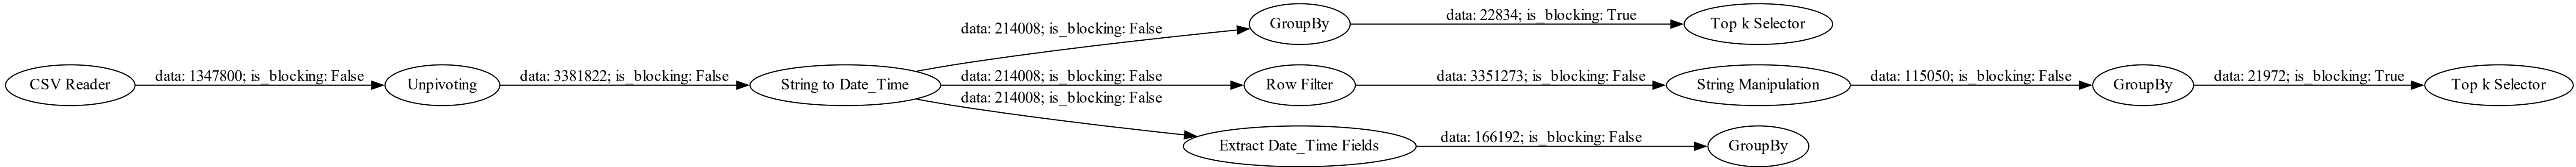 CSV Reader
data: 1347800; is_blocking: False
Unpivoting
data: 3381822; is_blocking: False
String to Date_Time
data: 214008; is_blocking: False
GroupBy
data: 22834; is_blocking: True
Top k Selector
data: 214008; is_blocking: False
Row Filter
data: 3351273; is_blocking: False
String Manipulation
data: 115050; is_blocking: False
GroupBy
data: 21972; is_blocking: True
Top k Selector
data: 214008; is_blocking: False
Extract Date_Time Fields
data: 166192; is_blocking: False
GroupBy